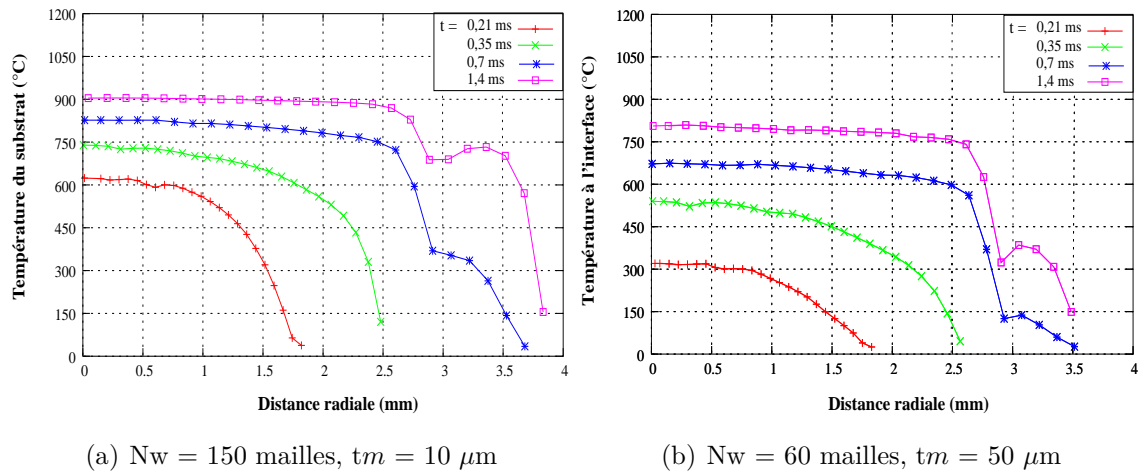 1200
1050
900
750
600
450
300
150
0
0
0.5
1
1.5
2
2.5
3
3.5
4
Température du substrat (°C)
Distance radiale (mm)
t = 0,21 ms
0,35 ms
0,7 ms
1,4 ms
(a) Nw = 150 mailles, tm = 10 μm
1200
1050
900
750
600
450
300
150
0
0
0.5
1
1.5
2
2.5
3
3.5
4
Température à l'interface (°C)
Distance radiale (mm)
t = 0,21 ms
0,35 ms
0,7 ms
1,4 ms
(b) Nw = 60 mailles, tm = 50 μm